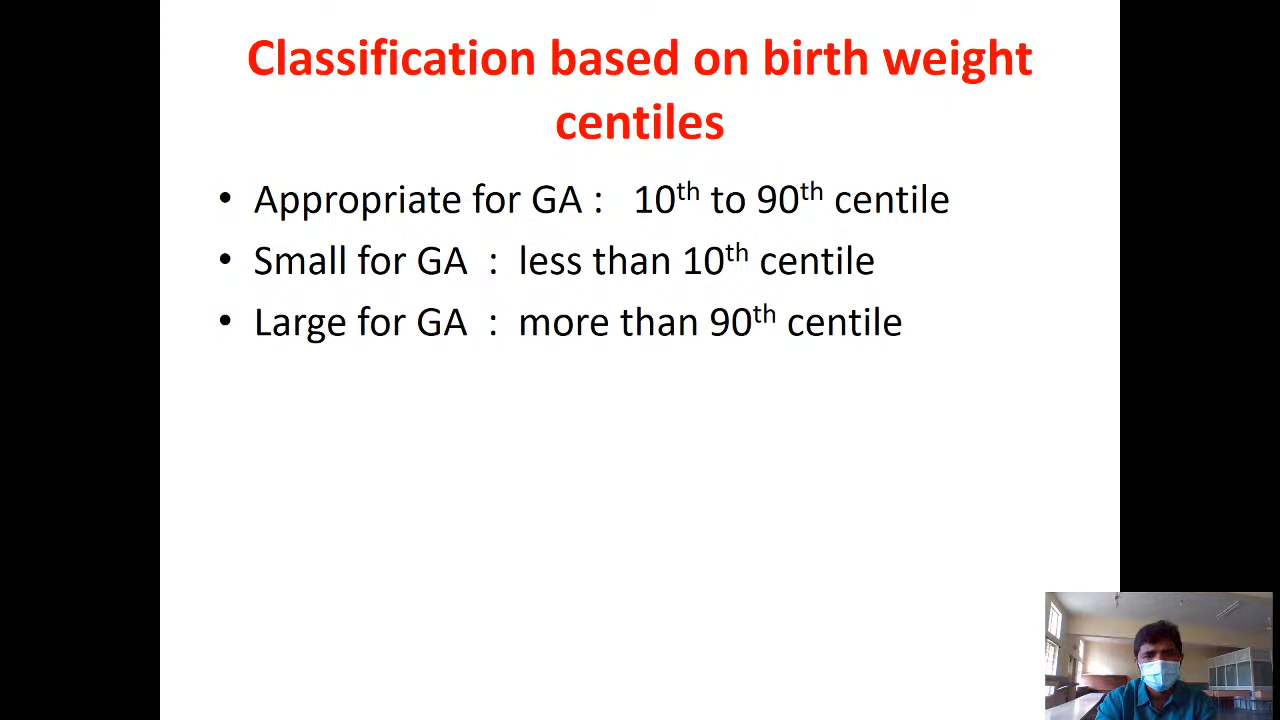 Classification based on birth weight
centiles
• Appropriate for GA : 10th to 90th centile
• Small for GA : less than 10th centile
• Large for GA : more than 90th centile